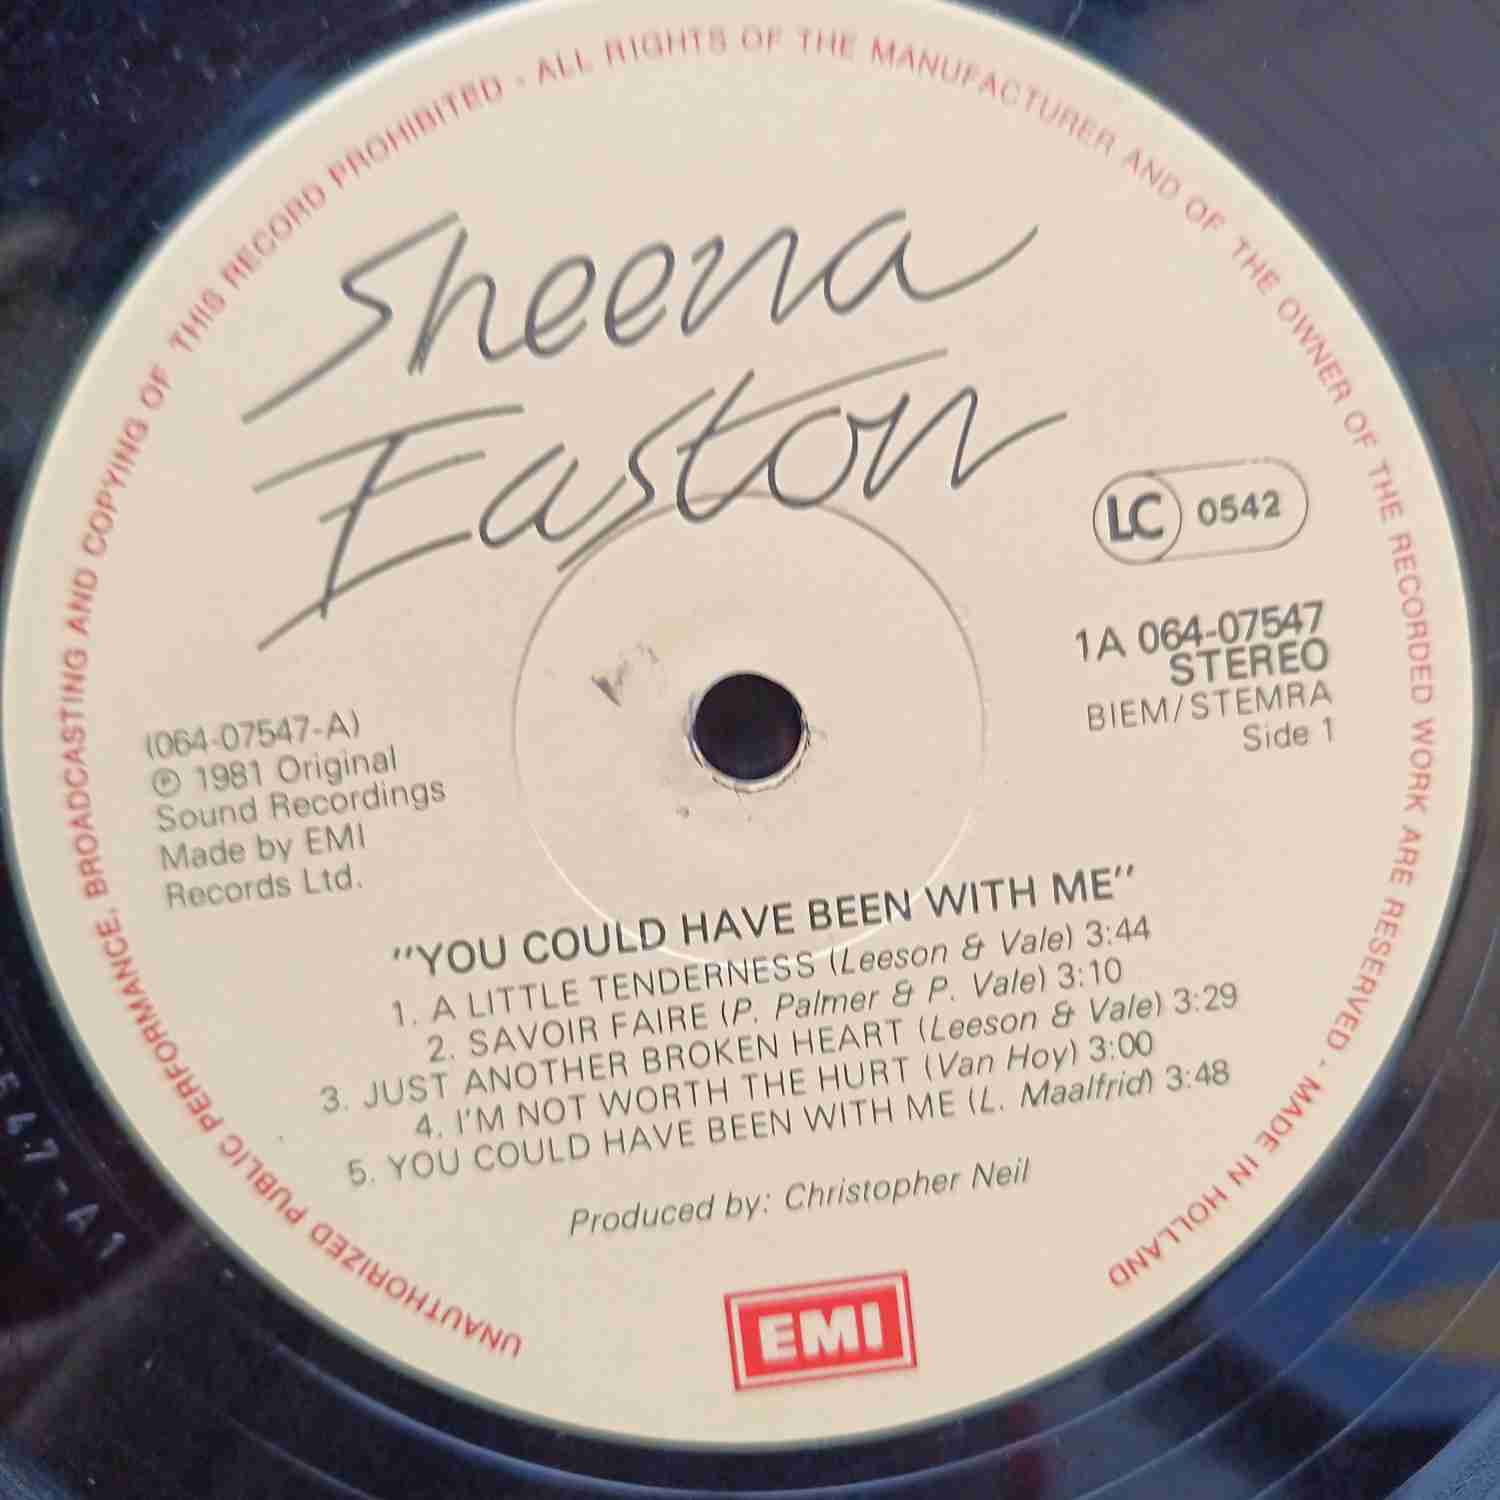 UNAUTHORIZED PUBLIC PERFORMANCE, BROADCASTING AND COPYING OF THIS RECORD PROHIBITED - ALL RIGHTS OF THE MANUFACTURER AND OF THE OWNER OF THE RECORDED WORK ARE RESERVED - MADE IN HOLLAND
Sheena
Easton
LC 0542
1A 064-07547
STEREO
BIEM/STEMRA
Side 1
(064-07547-A)
℗ 1981 Original
Sound Recordings
Made by EMI
Records Ltd.
"YOU COULD HAVE BEEN WITH ME"
1. A LITTLE TENDERNESS (Leeson & Vale) 3:44
2. SAVOIR FAIRE (P. Palmer & P. Vale) 3:10
3. JUST ANOTHER BROKEN HEART (Leeson & Vale) 3:29
4. I'M NOT WORTH THE HURT (Van Hoy) 3:00
5. YOU COULD HAVE BEEN WITH ME (L. Maalfrid) 3:48
Produced by: Christopher Neil
EMI